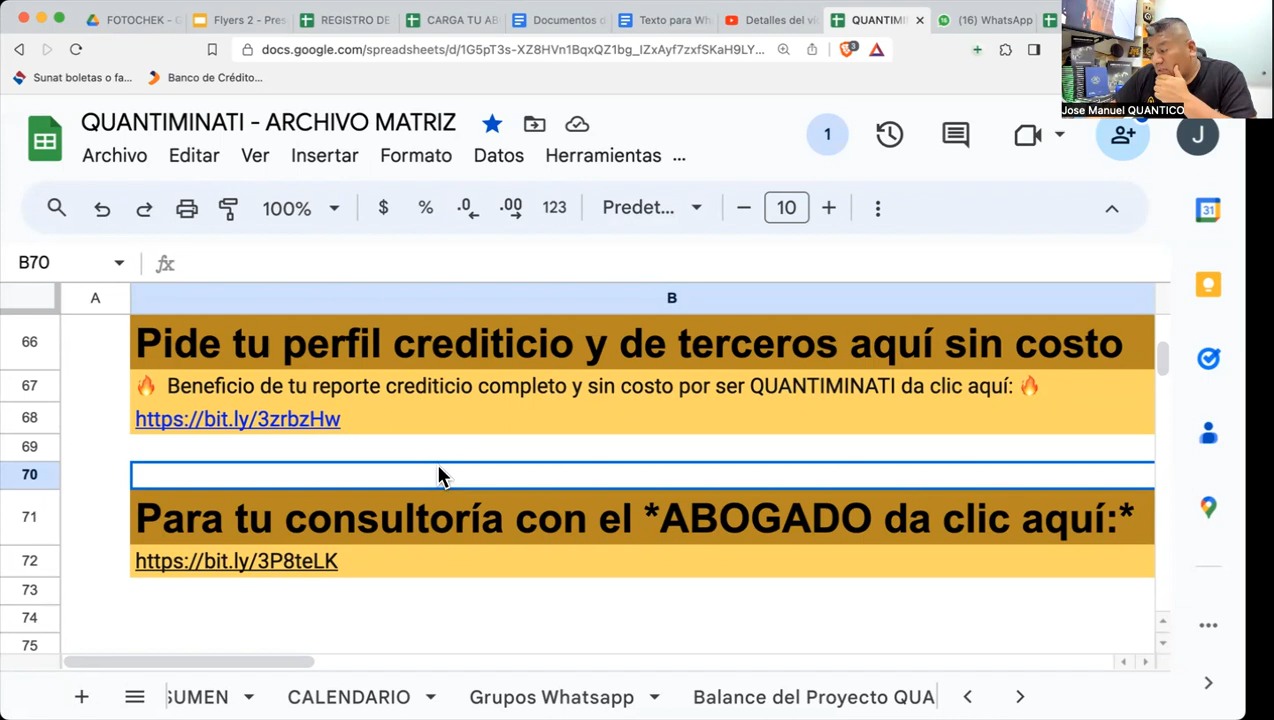 FOTOCHEK - G
Flyers 2 - Pres
REGISTRO DE
CARGA TU AB
Documentos d
Texto para Wh
Detalles del vi
QUANTIMIN
(16) WhatsApp
docs.google.com/spreadsheets/d/1G5pT3s-XZ8HVn1BqxQZ1bg_IZxAyf7zxfSKaH9LY...
Sunat boletas o fa...
Banco de Crédito...
Jose Manuel QUANTICO
QUANTIMINATI - ARCHIVO MATRIZ
1
J
Archivo Editar Ver Insertar Formato Datos Herramientas ...
100% $ % .0 .00 123 Predet... − 10 +
31
B70
fx
A B
66 Pide tu perfil crediticio y de terceros aquí sin costo
67 🔥 Beneficio de tu reporte crediticio completo y sin costo por ser QUANTIMINATI da clic aquí: 🔥
68 https://bit.ly/3zrbzHw
69
70
71 Para tu consultoría con el *ABOGADO da clic aquí:*
72 https://bit.ly/3P8teLK
73
74
75
SUMEN CALENDARIO Grupos Whatsapp Balance del Proyecto QUA